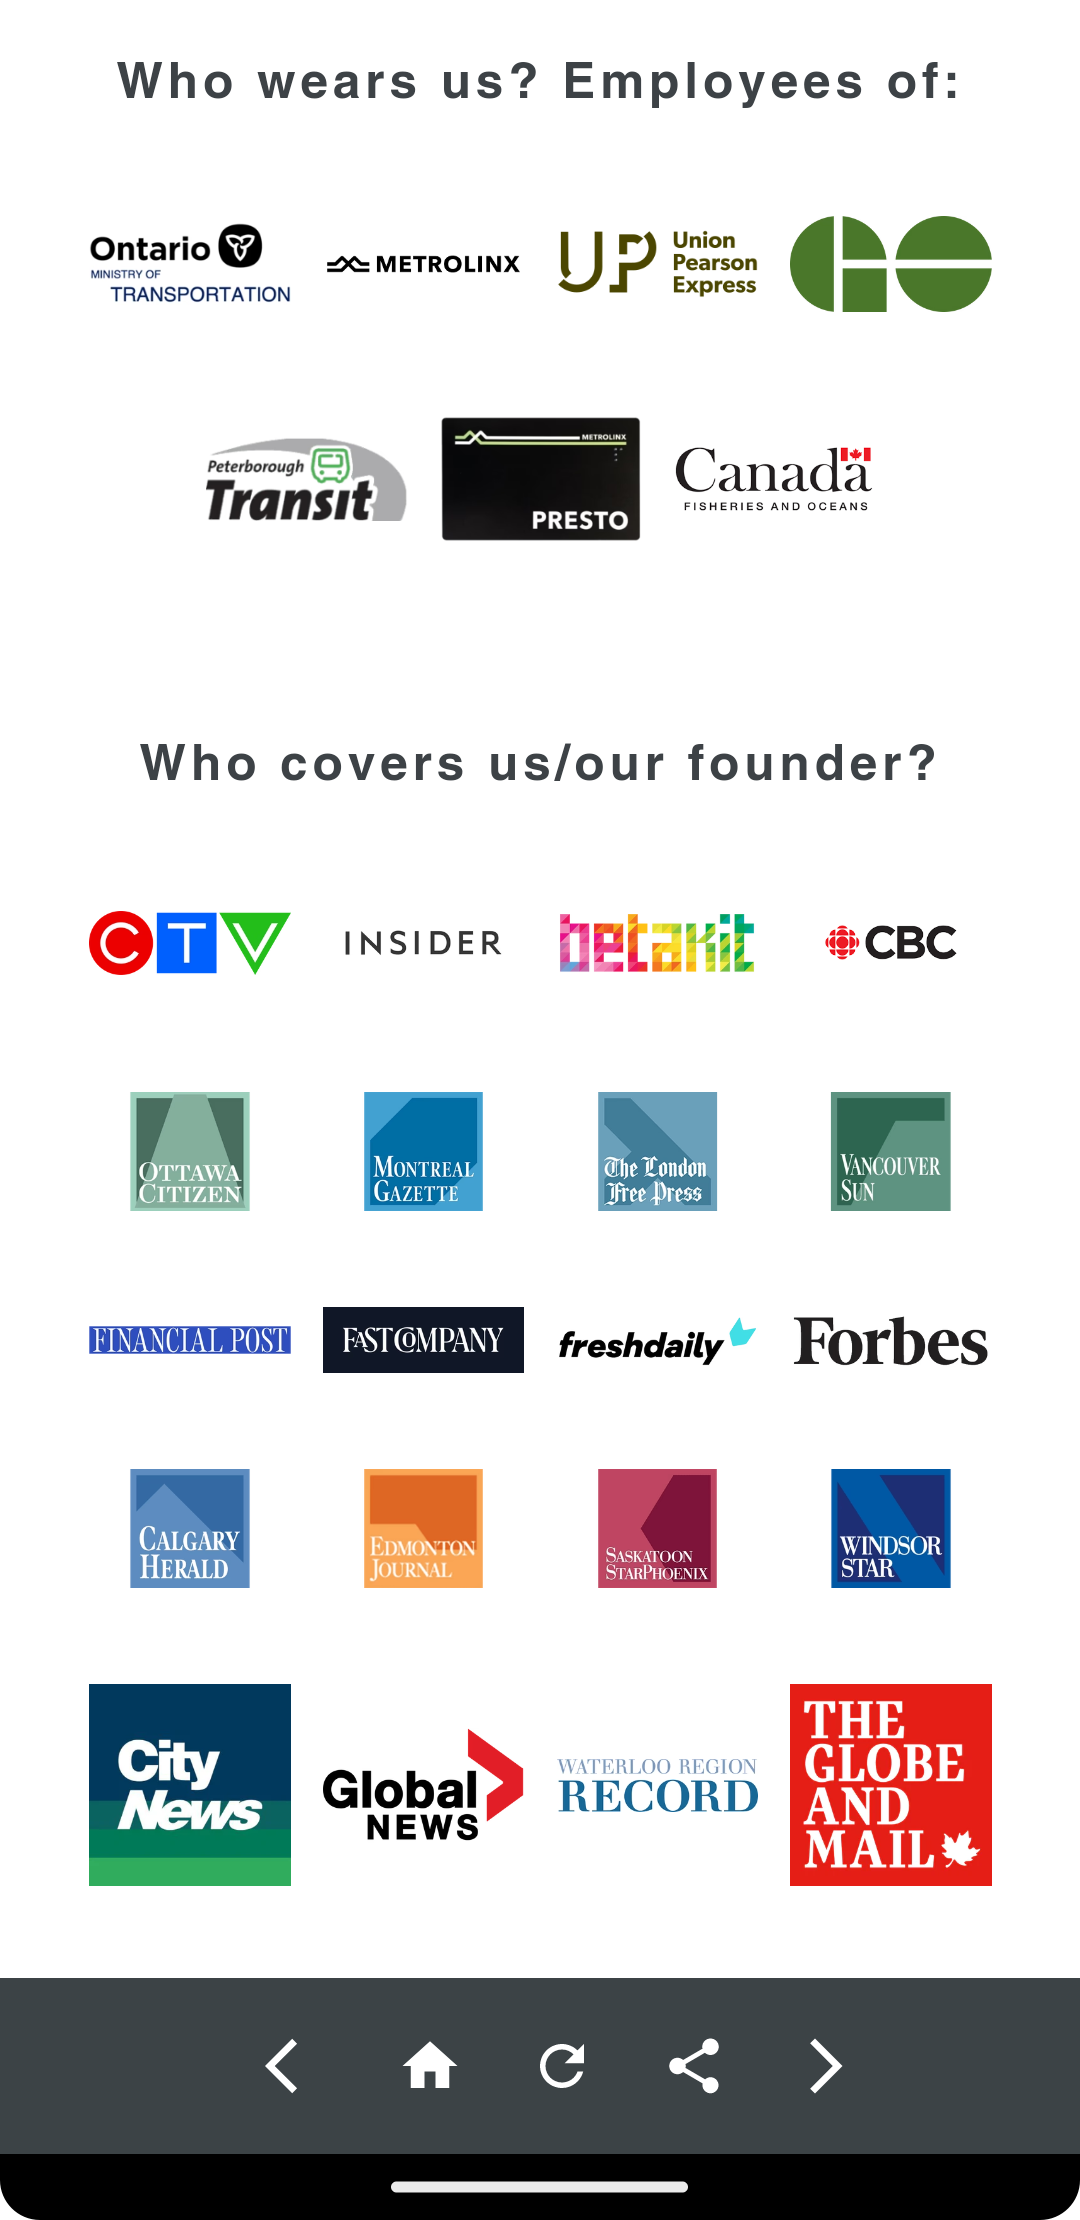 Who wears us? Employees of:
Ontario
MINISTRY OF
TRANSPORTATION
METROLINX
UP Union
Pearson
Express
GO
Peterborough
Transit
METROLINX
PRESTO
Canada
FISHERIES AND OCEANS
Who covers us/our founder?
CTV
INSIDER
betakit
CBC
OTTAWA
CITIZEN
MONTREAL
GAZETTE
The London
Free Press
VANCOUVER
SUN
FINANCIAL POST
FAST COMPANY
freshdaily
Forbes
CALGARY
HERALD
EDMONTON
JOURNAL
SASKATOON
STARPHOENIX
WINDSOR
STAR
City
News
Global
NEWS
WATERLOO REGION
RECORD
THE
GLOBE
AND
MAIL